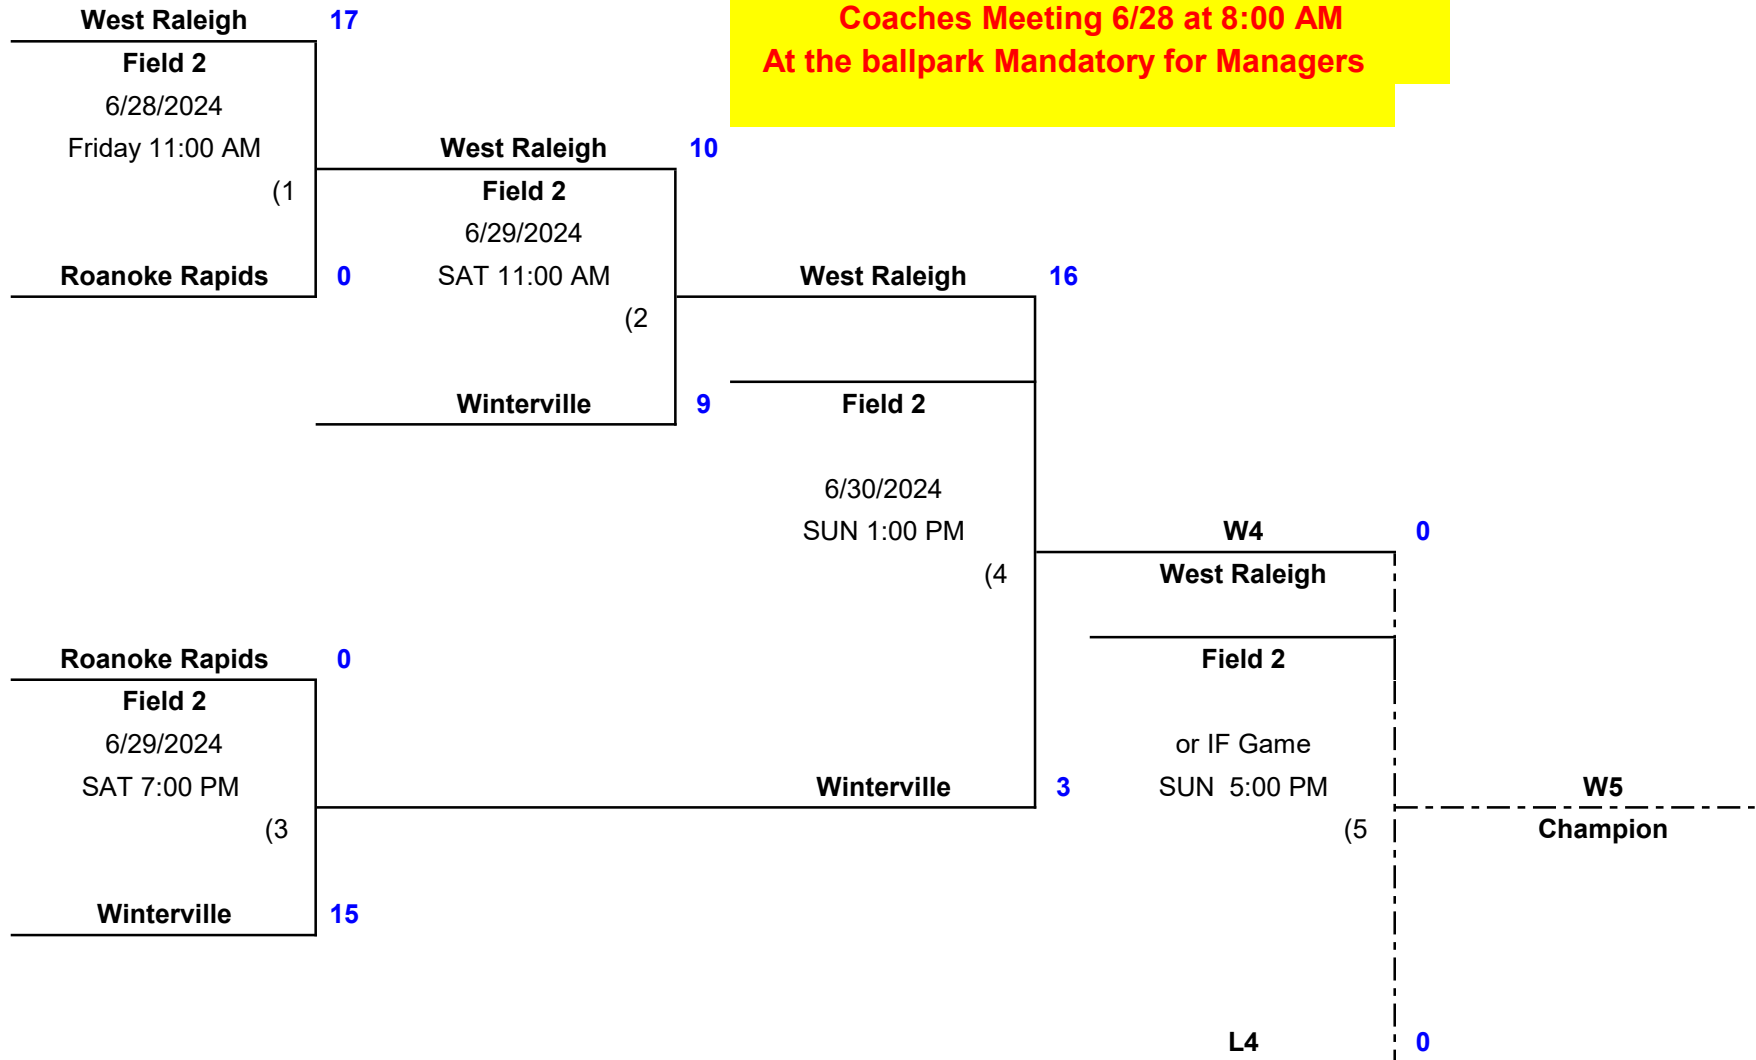 West Raleigh 17 Coaches Meeting 6/28 at 8:00 AM
Field 2 At the ballpark Mandatory for Managers
6/28/2024
Friday 11:00 AM West Raleigh 10
(1 Field 2
6/29/2024
Roanoke Rapids 0 SAT 11:00 AM West Raleigh 16
(2
Winterville 9 Field 2
6/30/2024
SUN 1:00 PM W4 0
(4 West Raleigh
Roanoke Rapids 0 Field 2
Field 2
6/29/2024 or IF Game
SAT 7:00 PM Winterville 3 SUN 5:00 PM W5
(3 (5 Champion
Winterville 15
L4 0